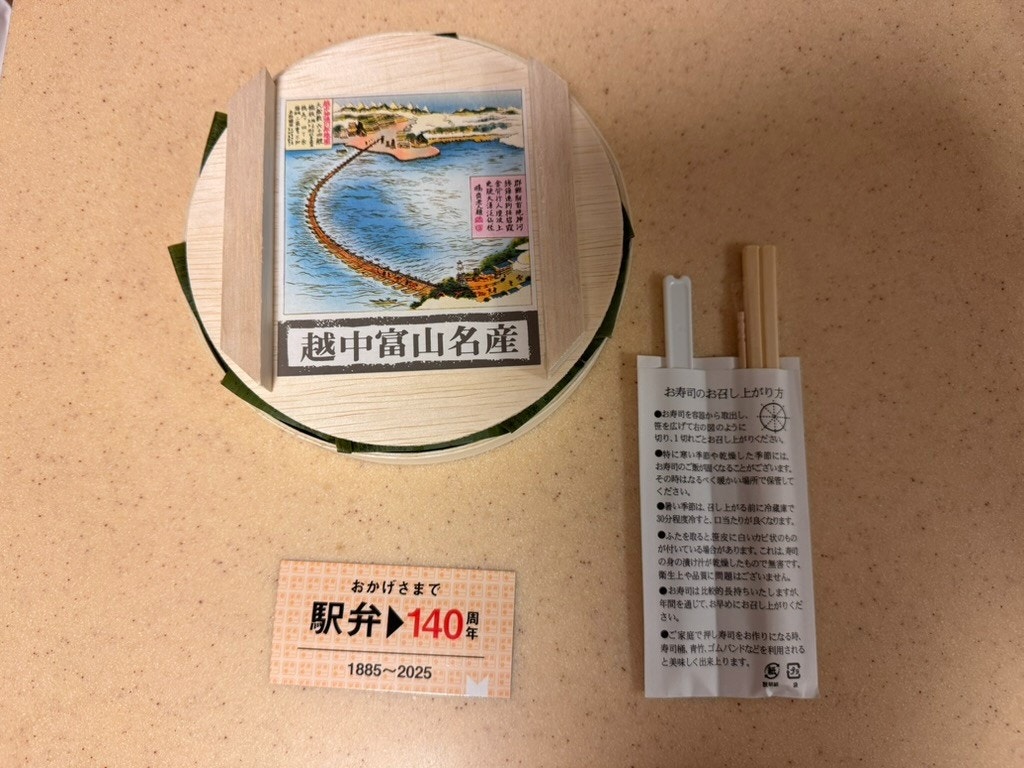 越中富山名産
お寿司のお召し上がり方
●お寿司を容器から取出し、
笹を広げて右の図のように
切り、1切れごとお召し上がりください。
●特に寒い季節や乾燥した季節には、
お寿司のご飯が固くなることがございます。
その時はなるべく暖かい場所で保管して
ください。
●暑い季節は、召し上がる前に冷蔵庫で
30分程度冷すと、口当たりが良くなります。
●ふたを取ると、笹皮に白いカビ状のもの
が付いている場合があります。これは、寿司
の身の漬け汁が乾燥したもので無害です。
衛生上や品質に問題はございません。
●お寿司は比較的長持ちいたしますが、
年間を通じて、お早めにお召し上がりくだ
さい。
●ご家庭で押し寿司をお作りになる時、
寿司桶、青竹、ゴムバンドなどを利用される
と美味しく出来上ります。
紙
プラ
袋
おかげさまで
駅弁▶140周年
1885〜2025